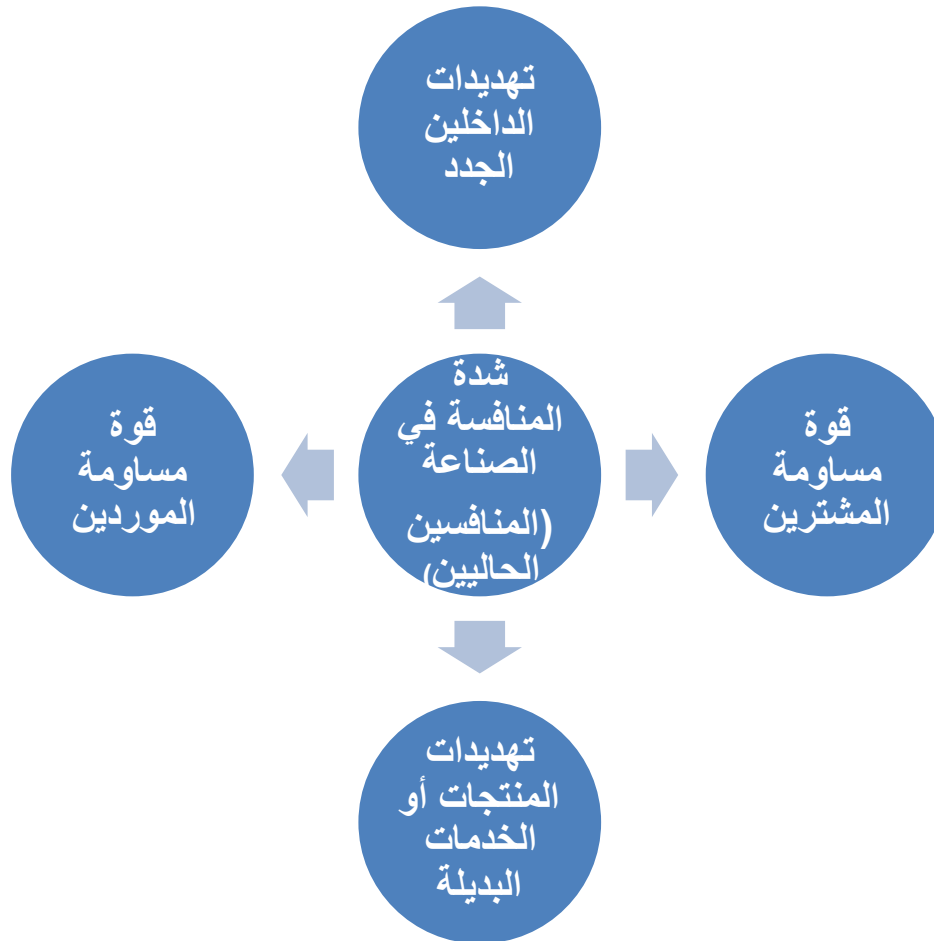 تهديدات
الداخلين
الجدد
شدة
المنافسة في
الصناعة
(المنافسين
الحاليين)
قوة
مساومة
المشترين
قوة
مساومة
الموردين
تهديدات
المنتجات أو
الخدمات
البديلة